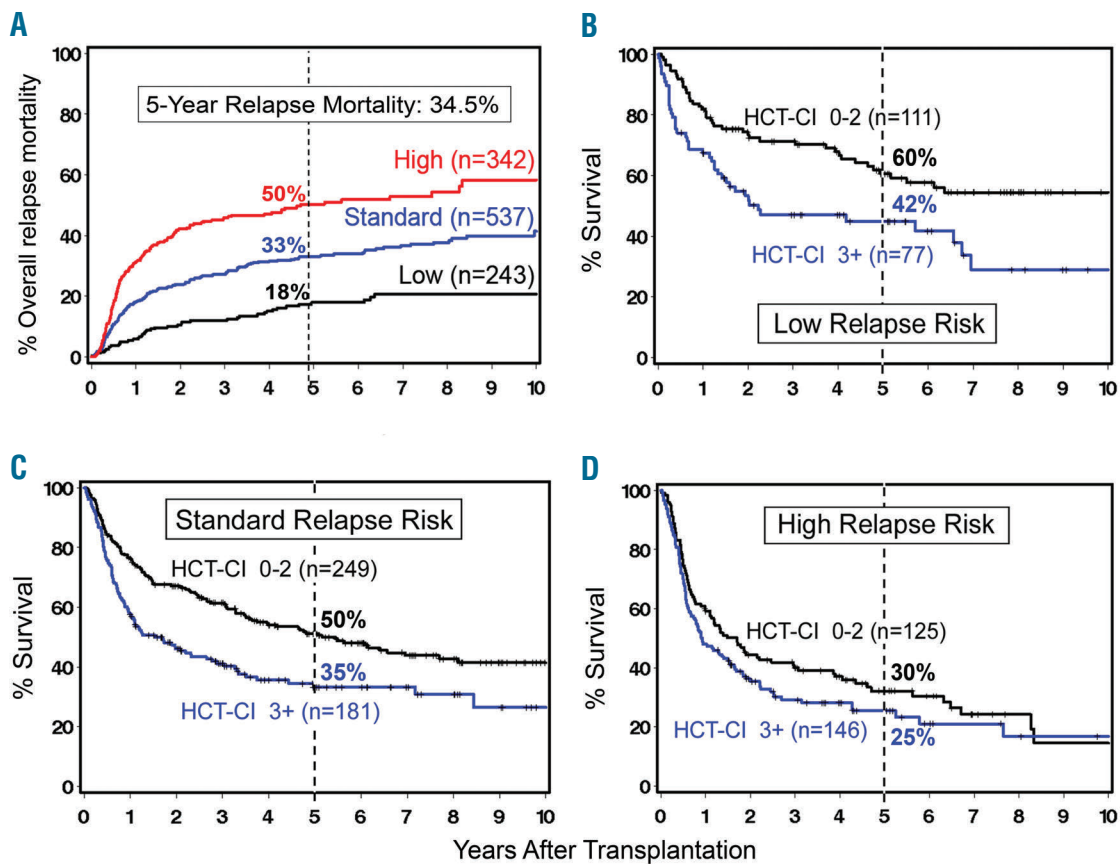 A
% Overall relapse mortality
100
80
60
40
20
0
5-Year Relapse Mortality: 34.5%
High (n=342)
50%
Standard (n=537)
33%
Low (n=243)
18%
0 1 2 3 4 5 6 7 8 9 10
B
% Survival
100
80
60
40
20
0
HCT-CI 0-2 (n=111)
60%
42%
HCT-CI 3+ (n=77)
Low Relapse Risk
0 1 2 3 4 5 6 7 8 9 10
C
% Survival
100
80
60
40
20
0
Standard Relapse Risk
HCT-CI 0-2 (n=249)
50%
35%
HCT-CI 3+ (n=181)
0 1 2 3 4 5 6 7 8 9 10
D
% Survival
100
80
60
40
20
0
High Relapse Risk
HCT-CI 0-2 (n=125)
30%
HCT-CI 3+ (n=146)
25%
0 1 2 3 4 5 6 7 8 9 10
Years After Transplantation